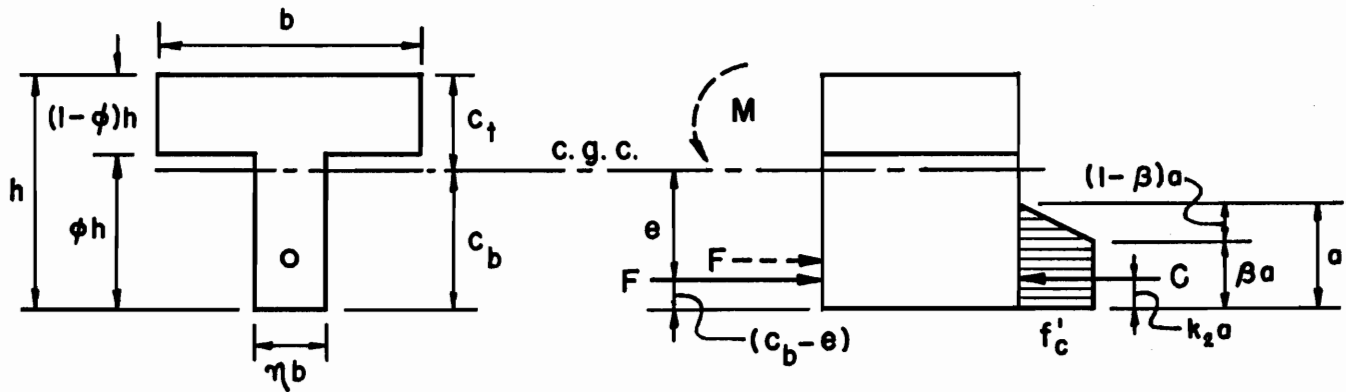 b
(1-φ)h
h
φh
c_t
c_b
ηb
c.g.c.
M
e
F
F
(c_b-e)
(1-β)a
a
βa
C
k_2a
f'_c